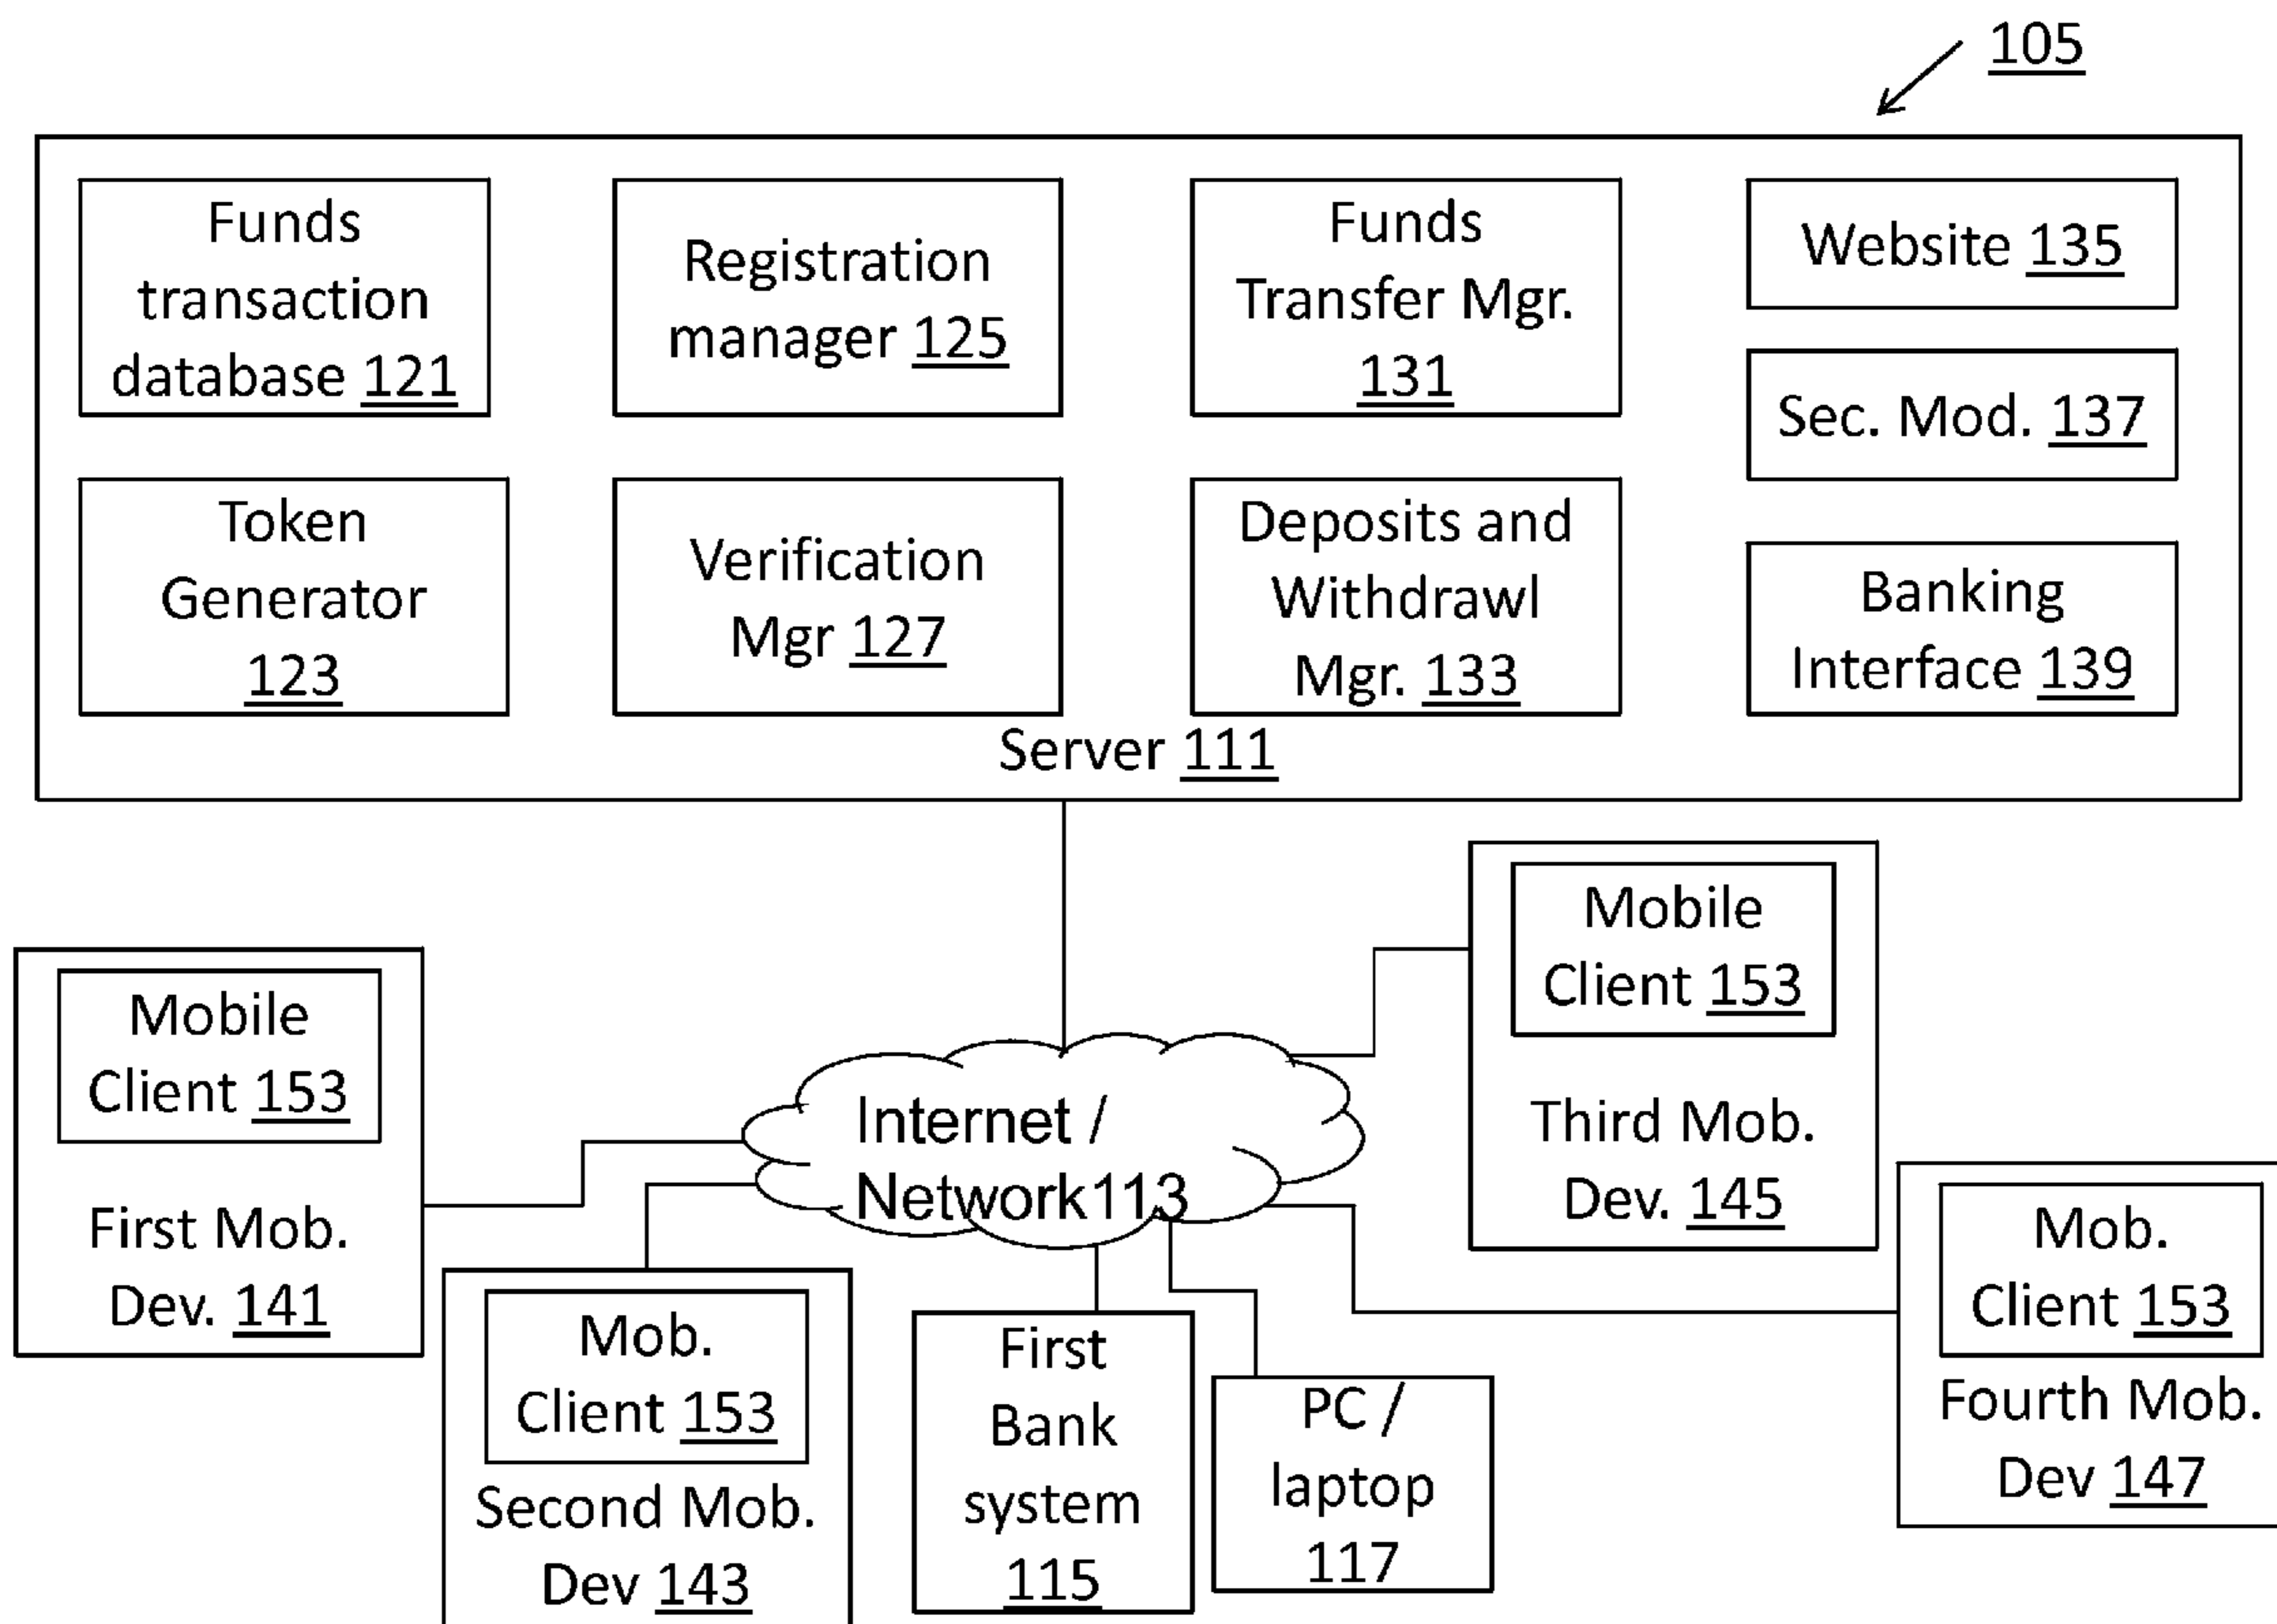 105
Funds
transaction
database 121
Registration
manager 125
Funds
Transfer Mgr.
131
Website 135
Sec. Mod. 137
Token
Generator
123
Verification
Mgr 127
Deposits and
Withdrawl
Mgr. 133
Banking
Interface 139
Server 111
Mobile
Client 153
First Mob.
Dev. 141
Mob.
Client 153
Second Mob.
Dev 143
Internet /
Network113
First
Bank
system
115
PC /
laptop
117
Mobile
Client 153
Third Mob.
Dev. 145
Mob.
Client 153
Fourth Mob.
Dev 147